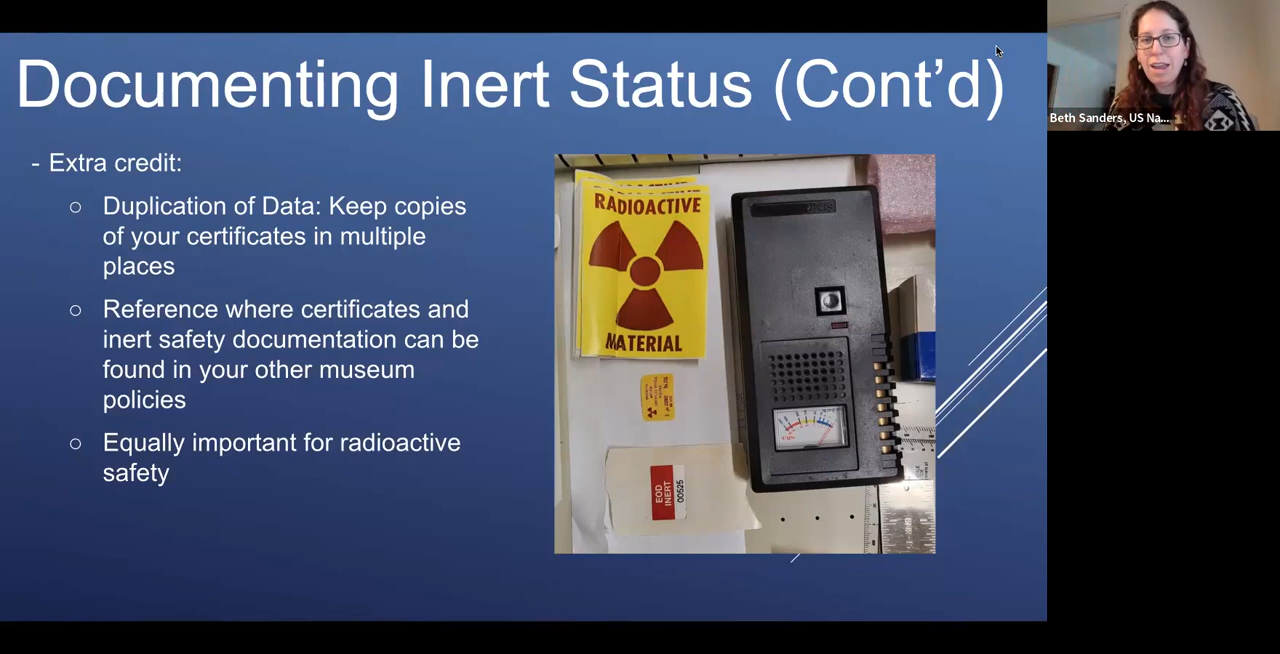 Documenting Inert Status (Cont’d)
Beth Sanders, US Na...
- Extra credit:
○ Duplication of Data: Keep copies
of your certificates in multiple
places
○ Reference where certificates and
inert safety documentation can be
found in your other museum
policies
○ Equally important for radioactive
safety
RADIOACTIVE
MATERIAL
EOD
INERT
00525